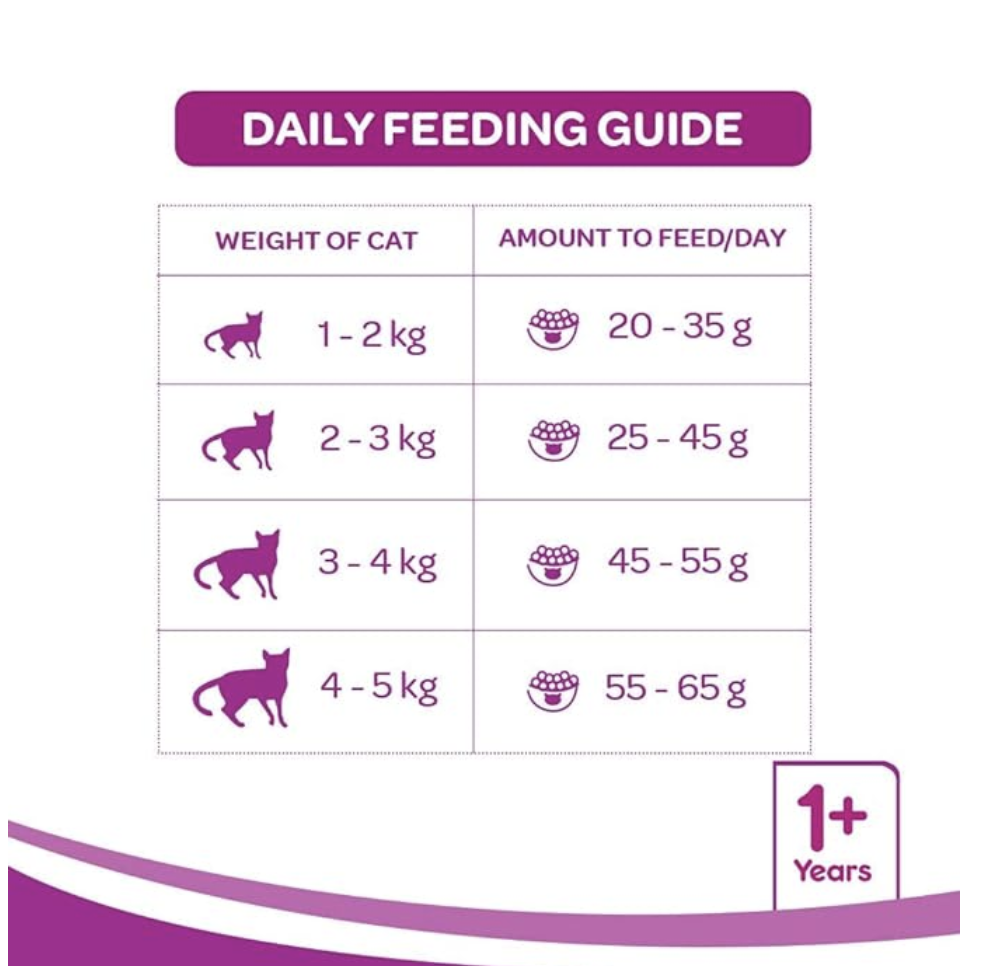 DAILY FEEDING GUIDE
WEIGHT OF CAT AMOUNT TO FEED/DAY
1 - 2 kg 20 - 35 g
2 - 3 kg 25 - 45 g
3 - 4 kg 45 - 55 g
4 - 5 kg 55 - 65 g
1+
Years